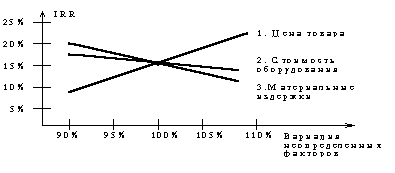 IRR
25%
20%
15%
10%
5%
1. Цена товара
2. Стоимость
оборудования
3.Материальные
издержки
90%
95%
100%
105%
110%
Вариация
неопределенных
факторов